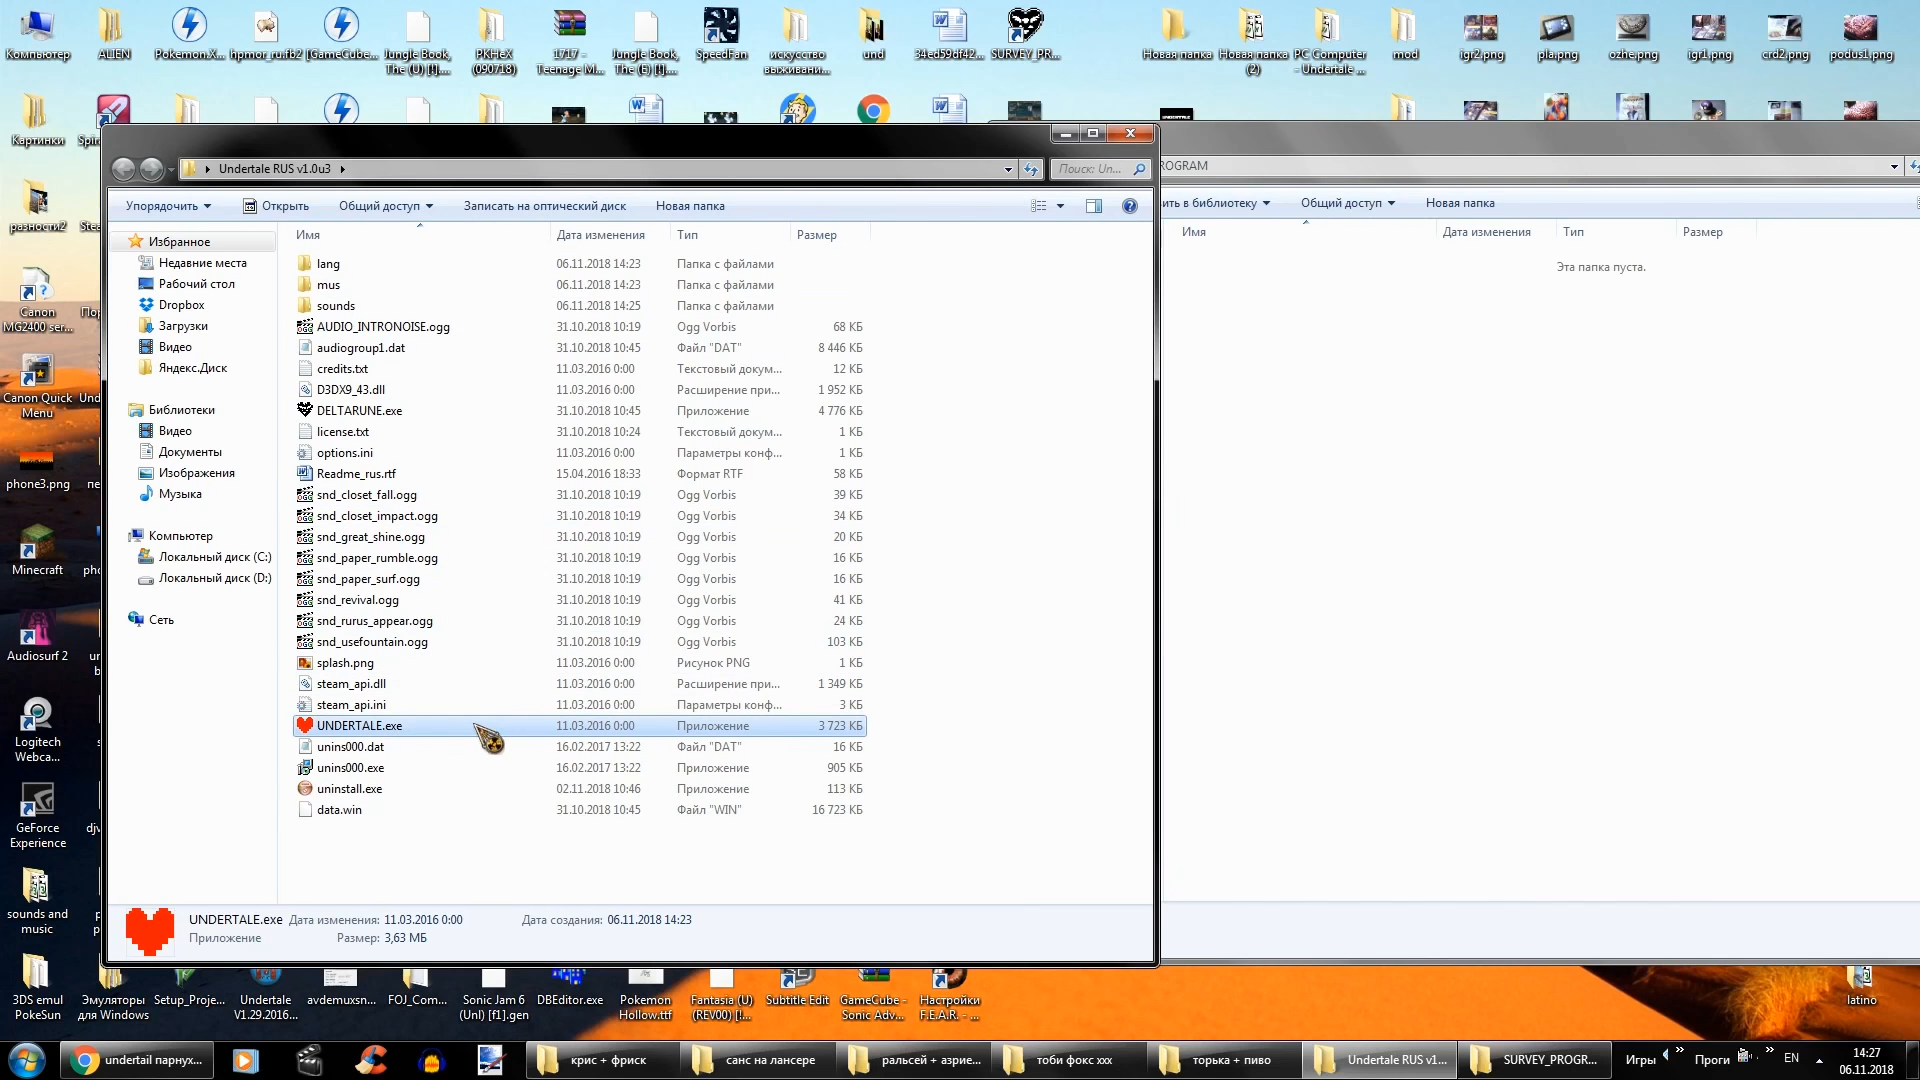 Компьютер
ALIEN
Pokemon.X...
hpmor_ru.fb2
[GameCube...
Jungle Book,
The (U) [!]....
PKHeX
(090718)
1717 -
Teenage M...
Jungle Book,
The (E) [!]....
SpeedFan
искусство
выживани...
und
34ed59df42...
SURVEY_PR...
Новая папка
Новая папка
(2)
PC Computer
- Undertale ...
mod
igr2.png
pla.png
ozhe.png
igr1.png
crd2.png
podus1.png
Картинки
разности2
Canon
MG2400 ser...
Canon Quick
Menu
phone3.png
Minecraft
Audiosurf 2
Logitech
Webca...
GeForce
Experience
sounds and
music
Undertale RUS v1.0u3
Поиск: Un...
Упорядочить
Открыть
Общий доступ
Записать на оптический диск
Новая папка
Имя
Дата изменения
Тип
Размер
Избранное
Недавние места
Рабочий стол
Dropbox
Загрузки
Видео
Яндекс.Диск
Библиотеки
Видео
Документы
Изображения
Музыка
Компьютер
Локальный диск (C:)
Локальный диск (D:)
Сеть
lang 06.11.2018 14:23 Папка с файлами
mus 06.11.2018 14:23 Папка с файлами
sounds 06.11.2018 14:25 Папка с файлами
AUDIO_INTRONOISE.ogg 31.10.2018 10:19 Ogg Vorbis 68 КБ
audiogroup1.dat 31.10.2018 10:45 Файл "DAT" 8 446 КБ
credits.txt 11.03.2016 0:00 Текстовый докум... 12 КБ
D3DX9_43.dll 11.03.2016 0:00 Расширение при... 1 952 КБ
DELTARUNE.exe 31.10.2018 10:45 Приложение 4 776 КБ
license.txt 31.10.2018 10:24 Текстовый докум... 1 КБ
options.ini 11.03.2016 0:00 Параметры конф... 1 КБ
Readme_rus.rtf 15.04.2016 18:33 Формат RTF 58 КБ
snd_closet_fall.ogg 31.10.2018 10:19 Ogg Vorbis 39 КБ
snd_closet_impact.ogg 31.10.2018 10:19 Ogg Vorbis 34 КБ
snd_great_shine.ogg 31.10.2018 10:19 Ogg Vorbis 20 КБ
snd_paper_rumble.ogg 31.10.2018 10:19 Ogg Vorbis 16 КБ
snd_paper_surf.ogg 31.10.2018 10:19 Ogg Vorbis 16 КБ
snd_revival.ogg 31.10.2018 10:19 Ogg Vorbis 41 КБ
snd_rurus_appear.ogg 31.10.2018 10:19 Ogg Vorbis 24 КБ
snd_usefountain.ogg 31.10.2018 10:19 Ogg Vorbis 103 КБ
splash.png 11.03.2016 0:00 Рисунок PNG 1 КБ
steam_api.dll 11.03.2016 0:00 Расширение при... 1 349 КБ
steam_api.ini 11.03.2016 0:00 Параметры конф... 3 КБ
UNDERTALE.exe 11.03.2016 0:00 Приложение 3 723 КБ
unins000.dat 16.02.2017 13:22 Файл "DAT" 16 КБ
unins000.exe 16.02.2017 13:22 Приложение 905 КБ
uninstall.exe 02.11.2018 10:46 Приложение 113 КБ
data.win 31.10.2018 10:45 Файл "WIN" 16 723 КБ
UNDERTALE.exe Дата изменения: 11.03.2016 0:00 Дата создания: 06.11.2018 14:23
Приложение Размер: 3,63 МБ
OGRAM
ить в библиотеку
Общий доступ
Новая папка
Имя
Дата изменения
Тип
Размер
Эта папка пуста.
3DS emul
PokeSun
Эмуляторы
для Windows
Setup_Proje...
Undertale
V1.29.2016...
avdemuxsn...
FOJ_Com...
Sonic Jam 6
(Unl) [f1].gen
DBEditor.exe
Pokemon
Hollow.ttf
Fantasia (U)
(REV00) [!...
Subtitle Edit
GameCube -
Sonic Adv...
Настройки
F.E.A.R. - ...
latino
undertail парнух...
крис + фриск
санс на лансере
ральсей + азрие...
тоби фокс ххх
торька + пиво
Undertale RUS v1...
SURVEY_PROGR...
Игры
Проги
EN
14:27
06.11.2018